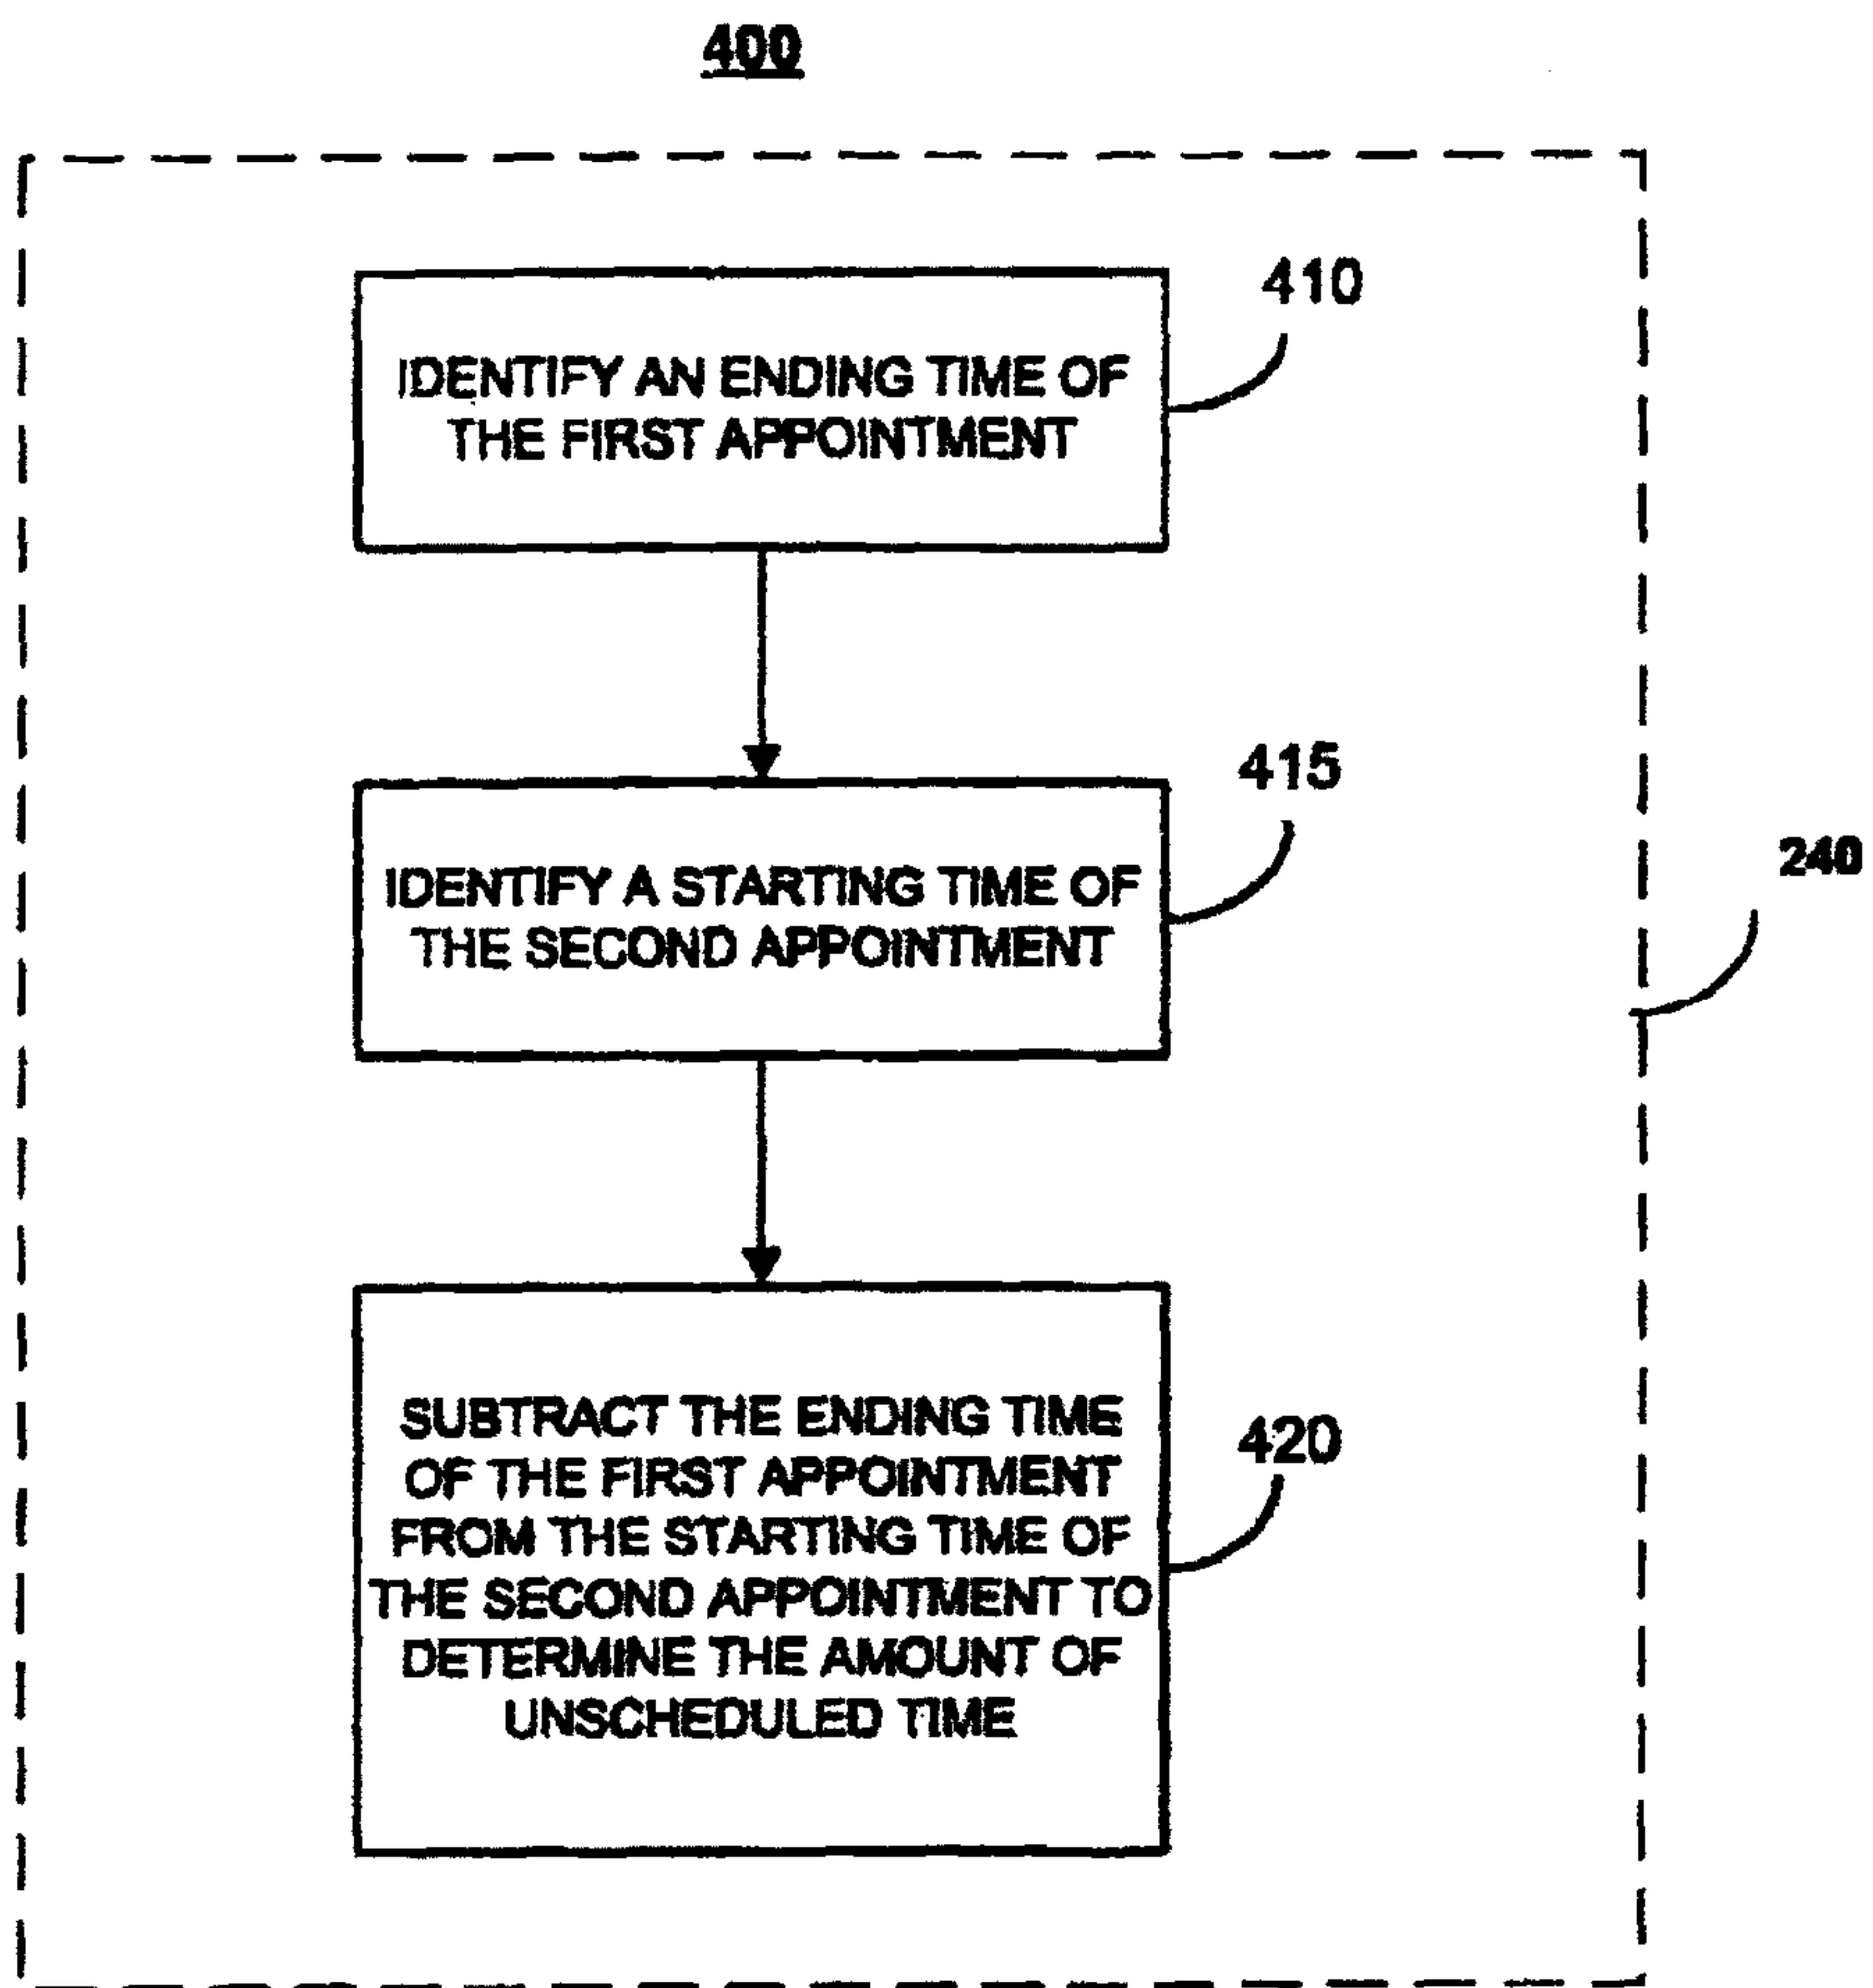 400
410
IDENTIFY AN ENDING TIME OF
THE FIRST APPOINTMENT
415
IDENTIFY A STARTING TIME OF
THE SECOND APPOINTMENT
240
420
SUBTRACT THE ENDING TIME
OF THE FIRST APPOINTMENT
FROM THE STARTING TIME OF
THE SECOND APPOINTMENT TO
DETERMINE THE AMOUNT OF
UNSCHEDULED TIME